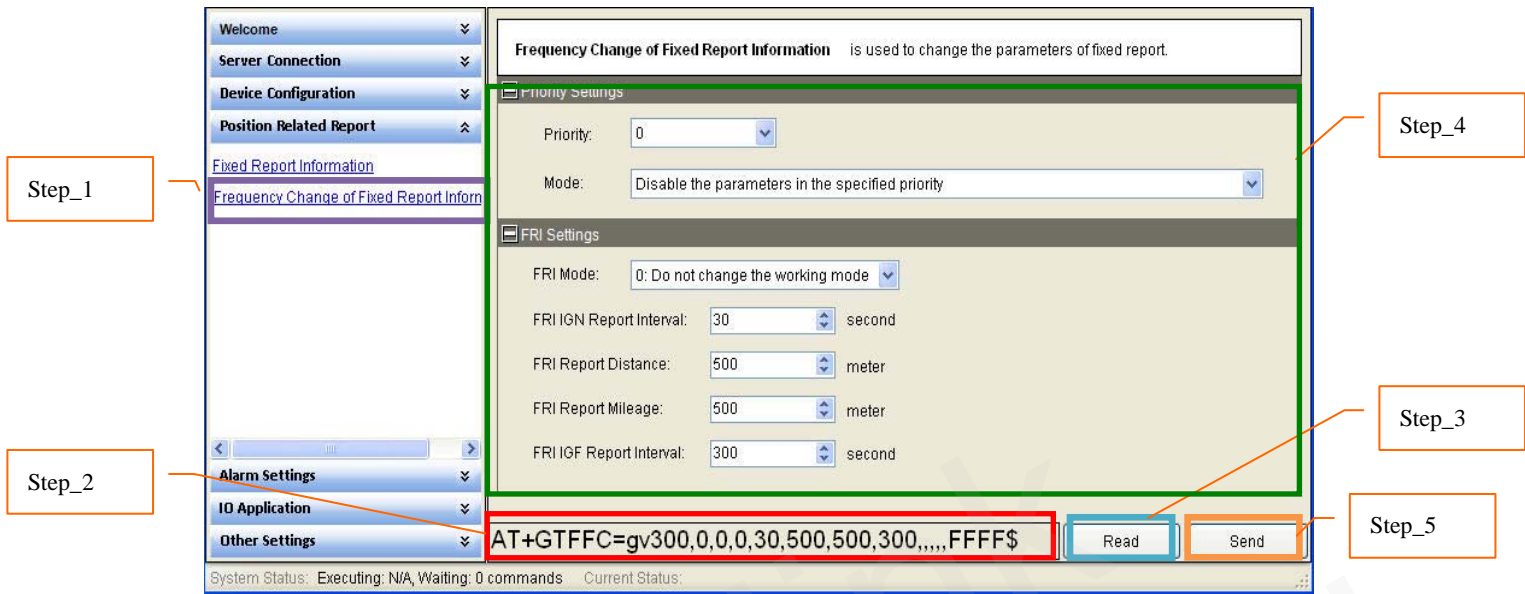 Welcome
Server Connection
Device Configuration
Position Related Report
Fixed Report Information
Frequency Change of Fixed Report Inforn
Alarm Settings
IO Application
Other Settings
Frequency Change of Fixed Report Information is used to change the parameters of fixed report.
Priority Settings
Priority: 0
Mode: Disable the parameters in the specified priority
FRI Settings
FRI Mode: 0: Do not change the working mode
FRI IGN Report Interval: 30 second
FRI Report Distance: 500 meter
FRI Report Mileage: 500 meter
FRI IGF Report Interval: 300 second
AT+GTFFC=gv300,0,0,0,30,500,500,300,,,,,FFFF$
Read
Send
System Status: Executing: N/A, Waiting: 0 commands Current Status:
Step_1
Step_2
Step_4
Step_3
Step_5